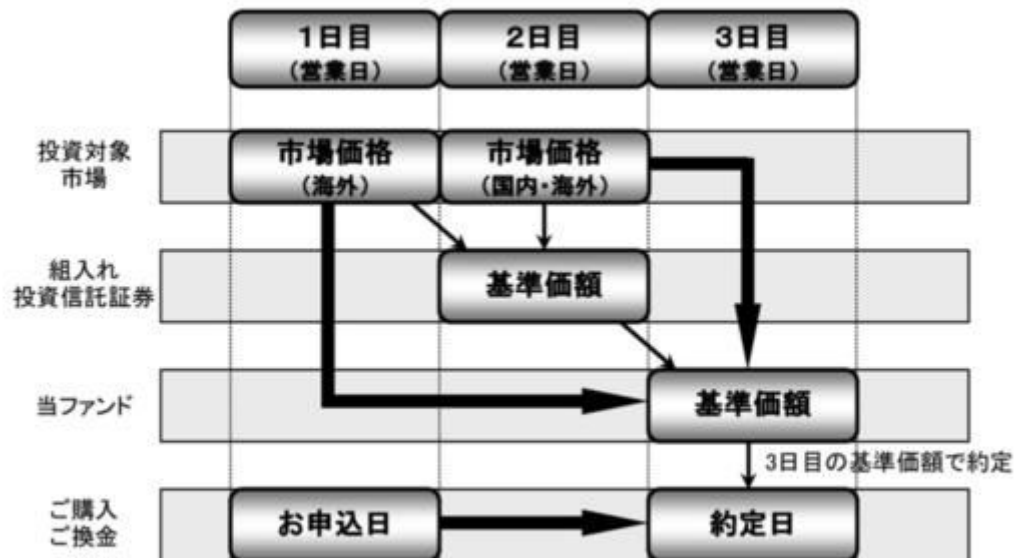 1日目
(営業日)
2日目
(営業日)
3日目
(営業日)
投資対象
市場
市場価格
(海外)
市場価格
(国内・海外)
組入れ
投資信託証券
基準価額
当ファンド
基準価額
3日目の基準価額で約定
ご購入
ご換金
お申込日
約定日